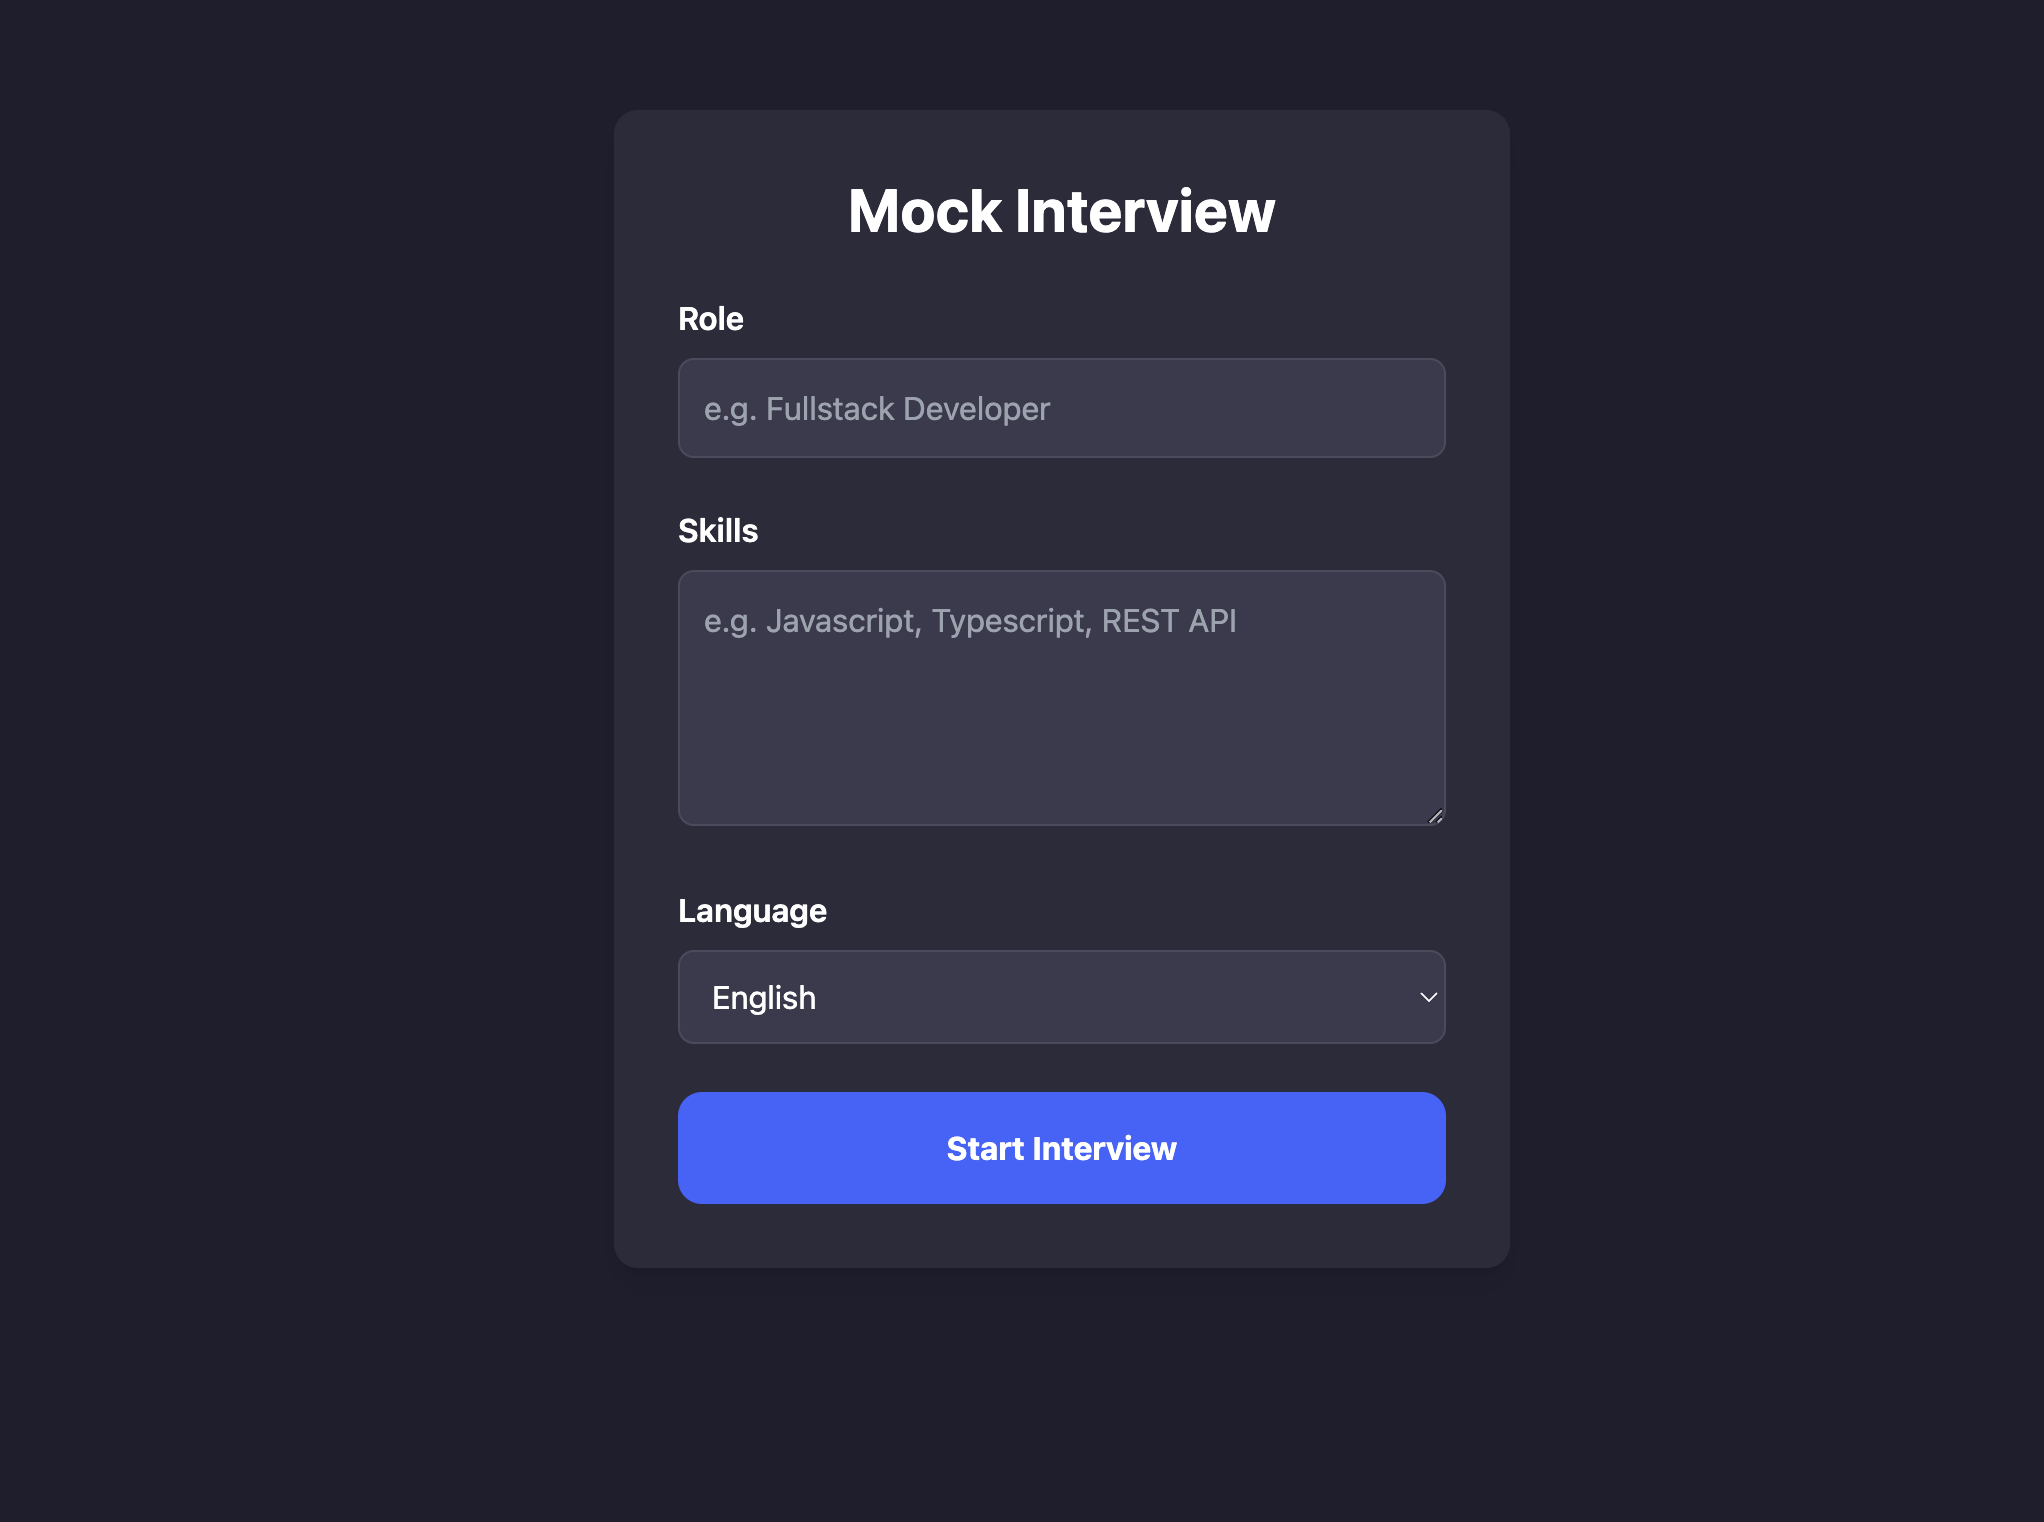 Mock Interview
Role
e.g. Fullstack Developer
Skills
e.g. Javascript, Typescript, REST API
Language
English
Start Interview